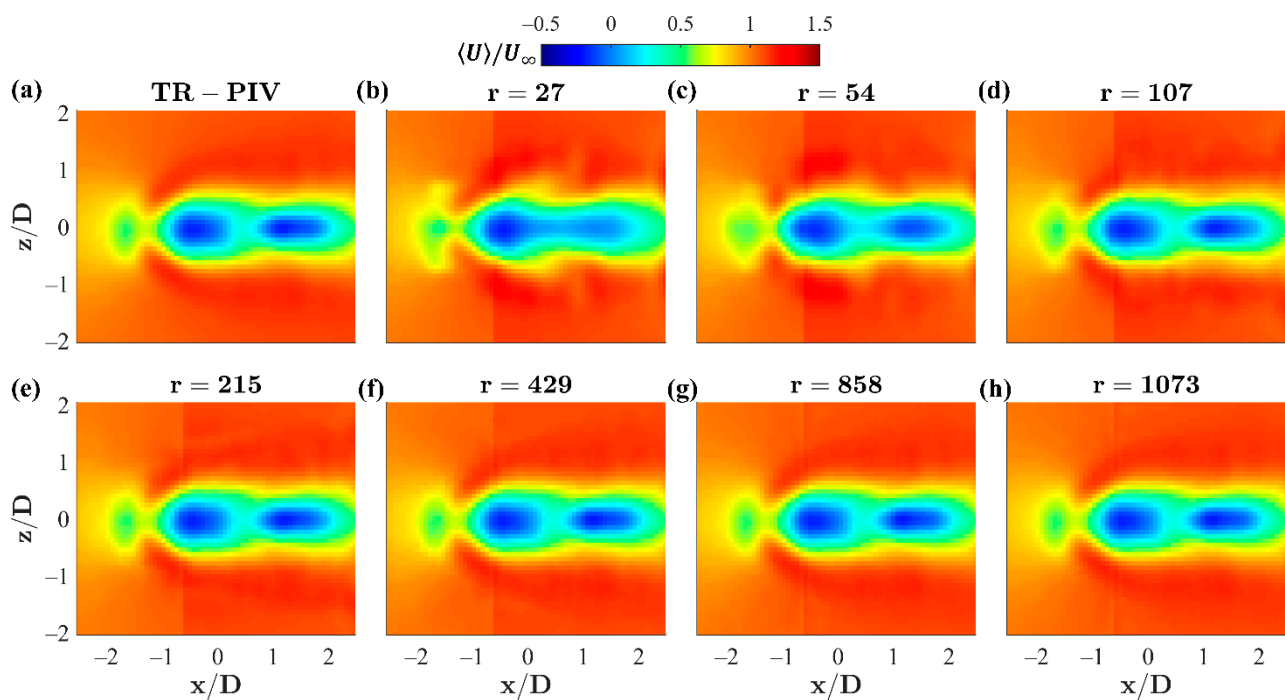 −0.5 0 0.5 1 1.5
⟨U⟩/U∞
(a) TR − PIV (b) r = 27 (c) r = 54 (d) r = 107
2
1
0
−1
−2
z/D
(e) r = 215 (f) r = 429 (g) r = 858 (h) r = 1073
2
1
0
−1
−2
z/D
−2 −1 0 1 2 −2 −1 0 1 2 −2 −1 0 1 2 −2 −1 0 1 2
x/D x/D x/D x/D